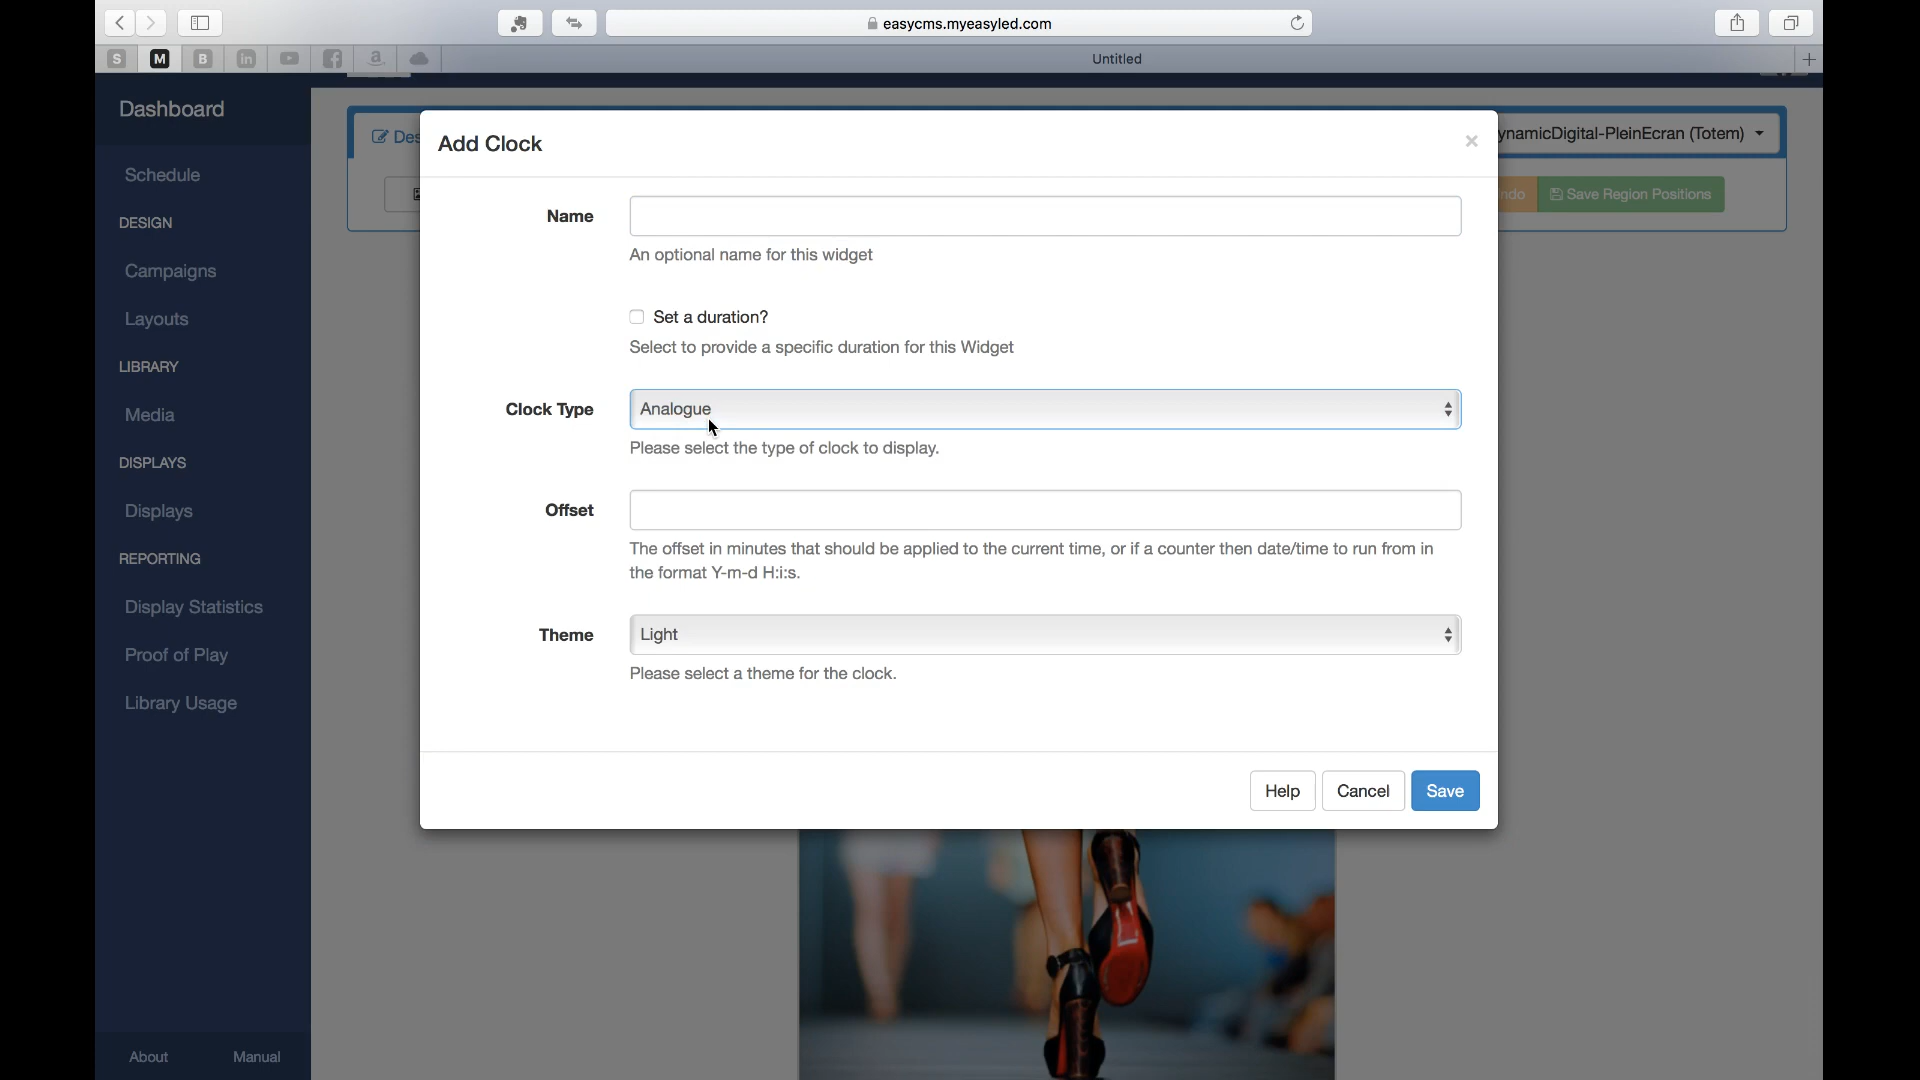 easycms.myeasyled.com
S M B in a
Untitled
Dashboard
Schedule
DESIGN
Campaigns
Layouts
LIBRARY
Media
DISPLAYS
Displays
REPORTING
Display Statistics
Proof of Play
Library Usage
About Manual
Des
ynamicDigital-PleinEcran (Totem)
ndo Save Region Positions
Add Clock ×
Name
An optional name for this widget
Set a duration?
Select to provide a specific duration for this Widget
Clock Type Analogue
Please select the type of clock to display.
Offset
The offset in minutes that should be applied to the current time, or if a counter then date/time to run from in
the format Y-m-d H:i:s.
Theme Light
Please select a theme for the clock.
Help Cancel Save